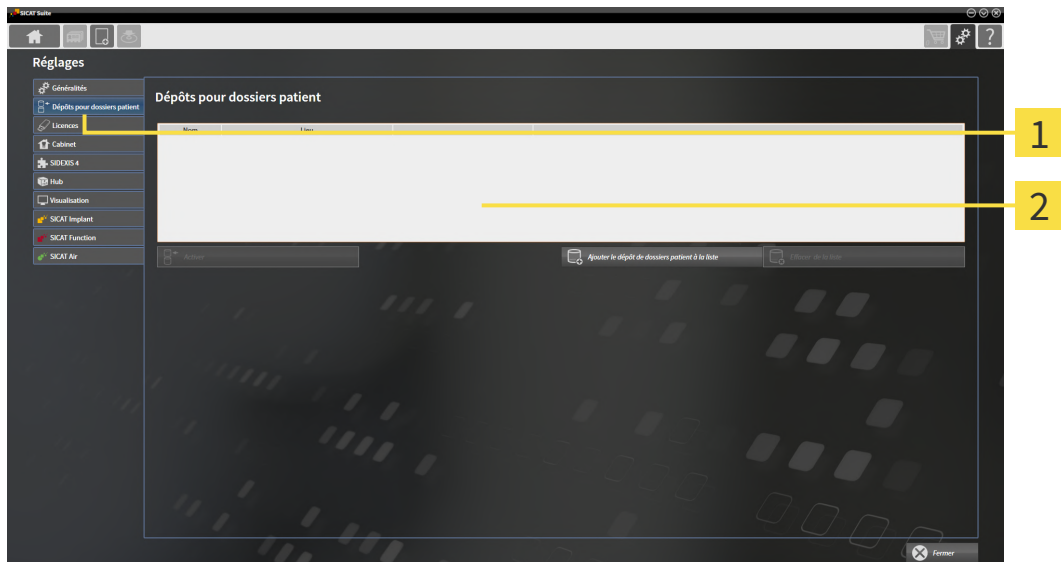 SICAT Suite
?
Réglages
Généralités
Dépôts pour dossiers patient
Licences
Cabinet
SIDEXIS 4
Hub
Visualisation
SICAT Implant
SICAT Function
SICAT Air
Dépôts pour dossiers patient
Nom Lieu
Activer
Ajouter le dépôt de dossiers patient à la liste
Effacer de la liste
Fermer
1
2